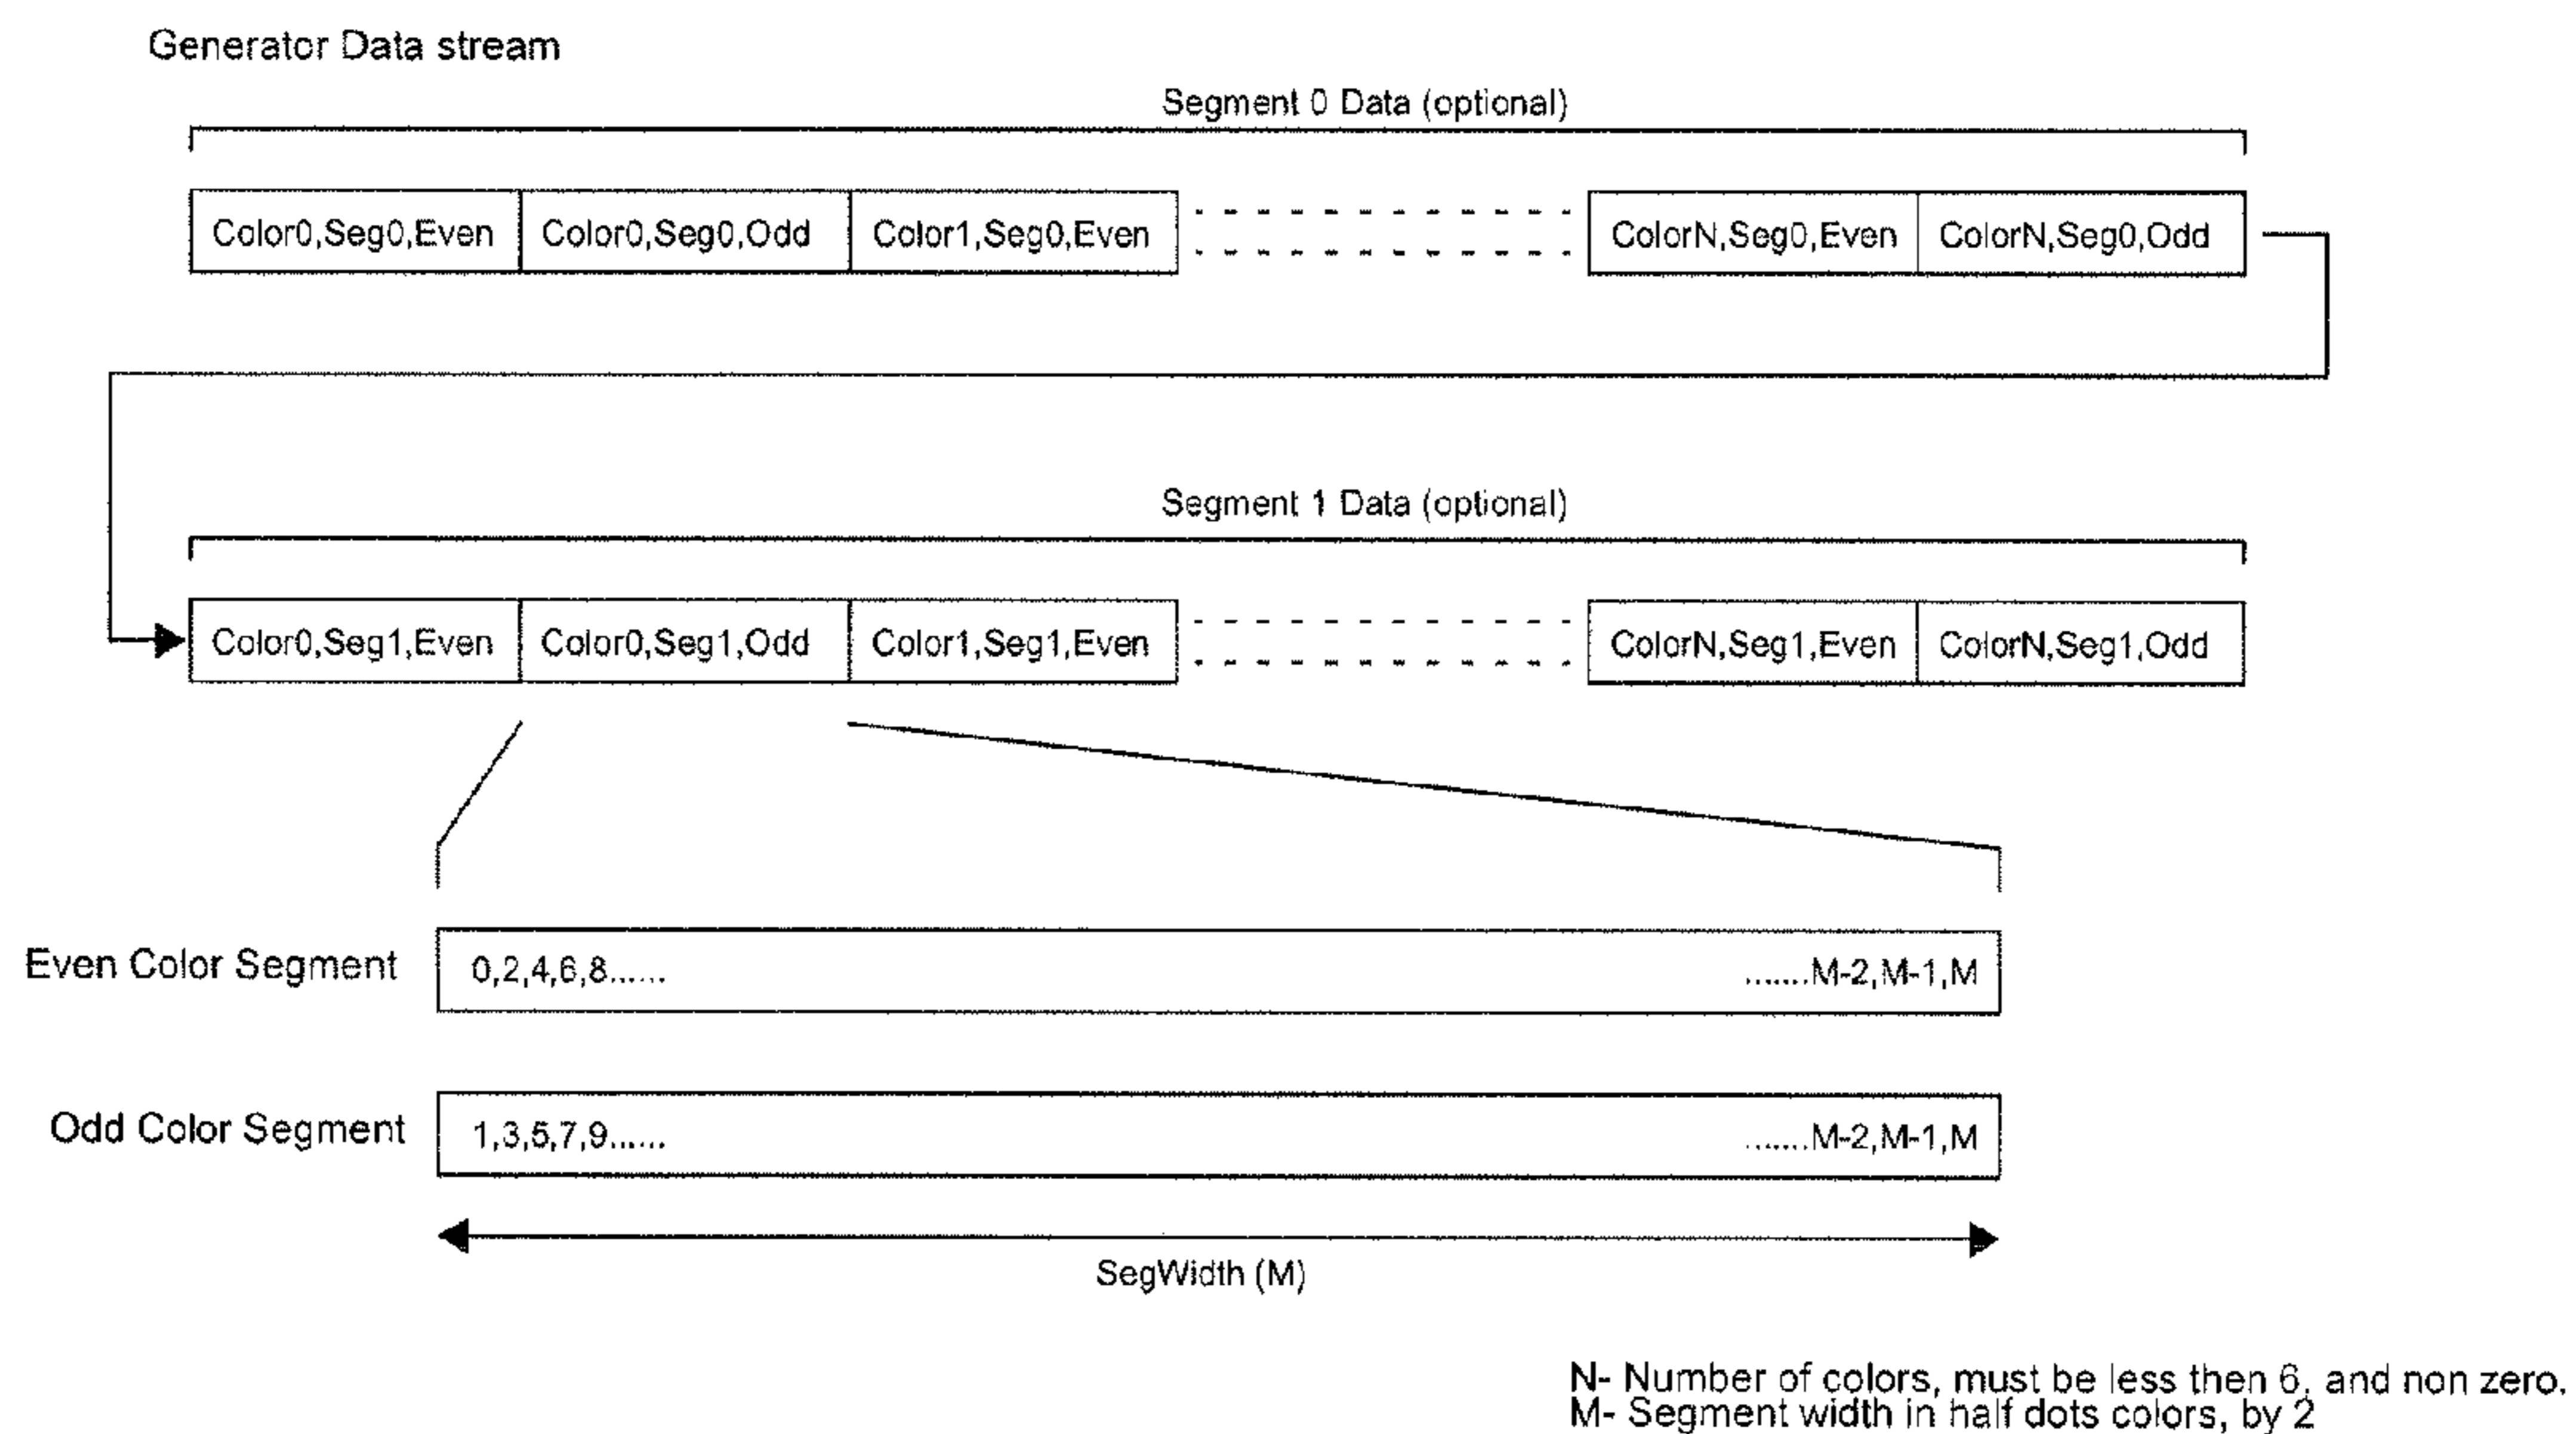 Generator Data stream
Segment 0 Data (optional)
Color0,Seg0,Even Color0,Seg0,Odd Color1,Seg0,Even ColorN,Seg0,Even ColorN,Seg0,Odd
Segment 1 Data (optional)
Color0,Seg1,Even Color0,Seg1,Odd Color1,Seg1,Even ColorN,Seg1,Even ColorN,Seg1,Odd
Even Color Segment 0,2,4,6,8...... .......M-2,M-1,M
Odd Color Segment 1,3,5,7,9...... .......M-2,M-1,M
SegWidth (M)
N- Number of colors, must be less then 6, and non zero.
M- Segment width in half dots colors, by 2